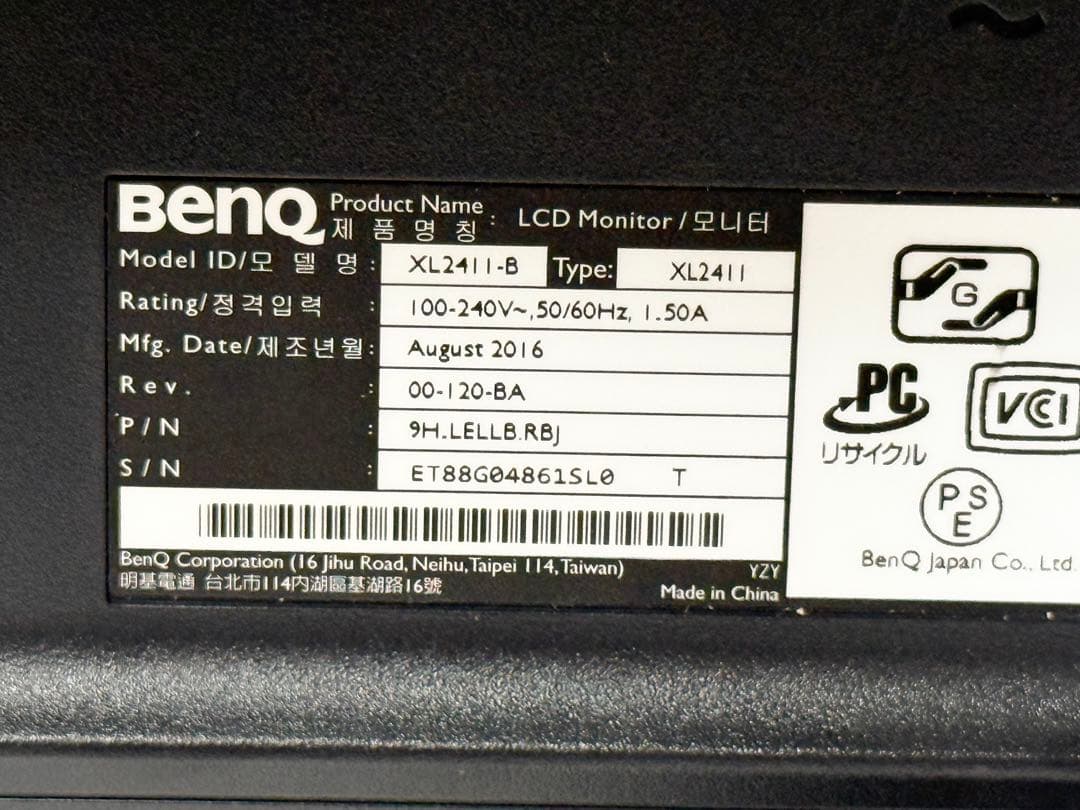 BenQ Product Name : LCD Monitor/모니터
제 품 명 칭
Model ID/모 델 명 : XL2411-B Type: XL2411
Rating/정격입력 : 100-240V~,50/60Hz, 1.50A
Mfg. Date/제조년월: August 2016
Rev. : 00-120-BA
P/N : 9H.LELLB.RBJ
S/N : ET88G04861SL0 T
BenQ Corporation (16 Jihu Road, Neihu,Taipei 114,Taiwan) YZY
明基電通 台北市114内湖區基湖路16號
Made in China
G
PC
リサイクル
VCI
PSE
BenQ Japan Co., Ltd.